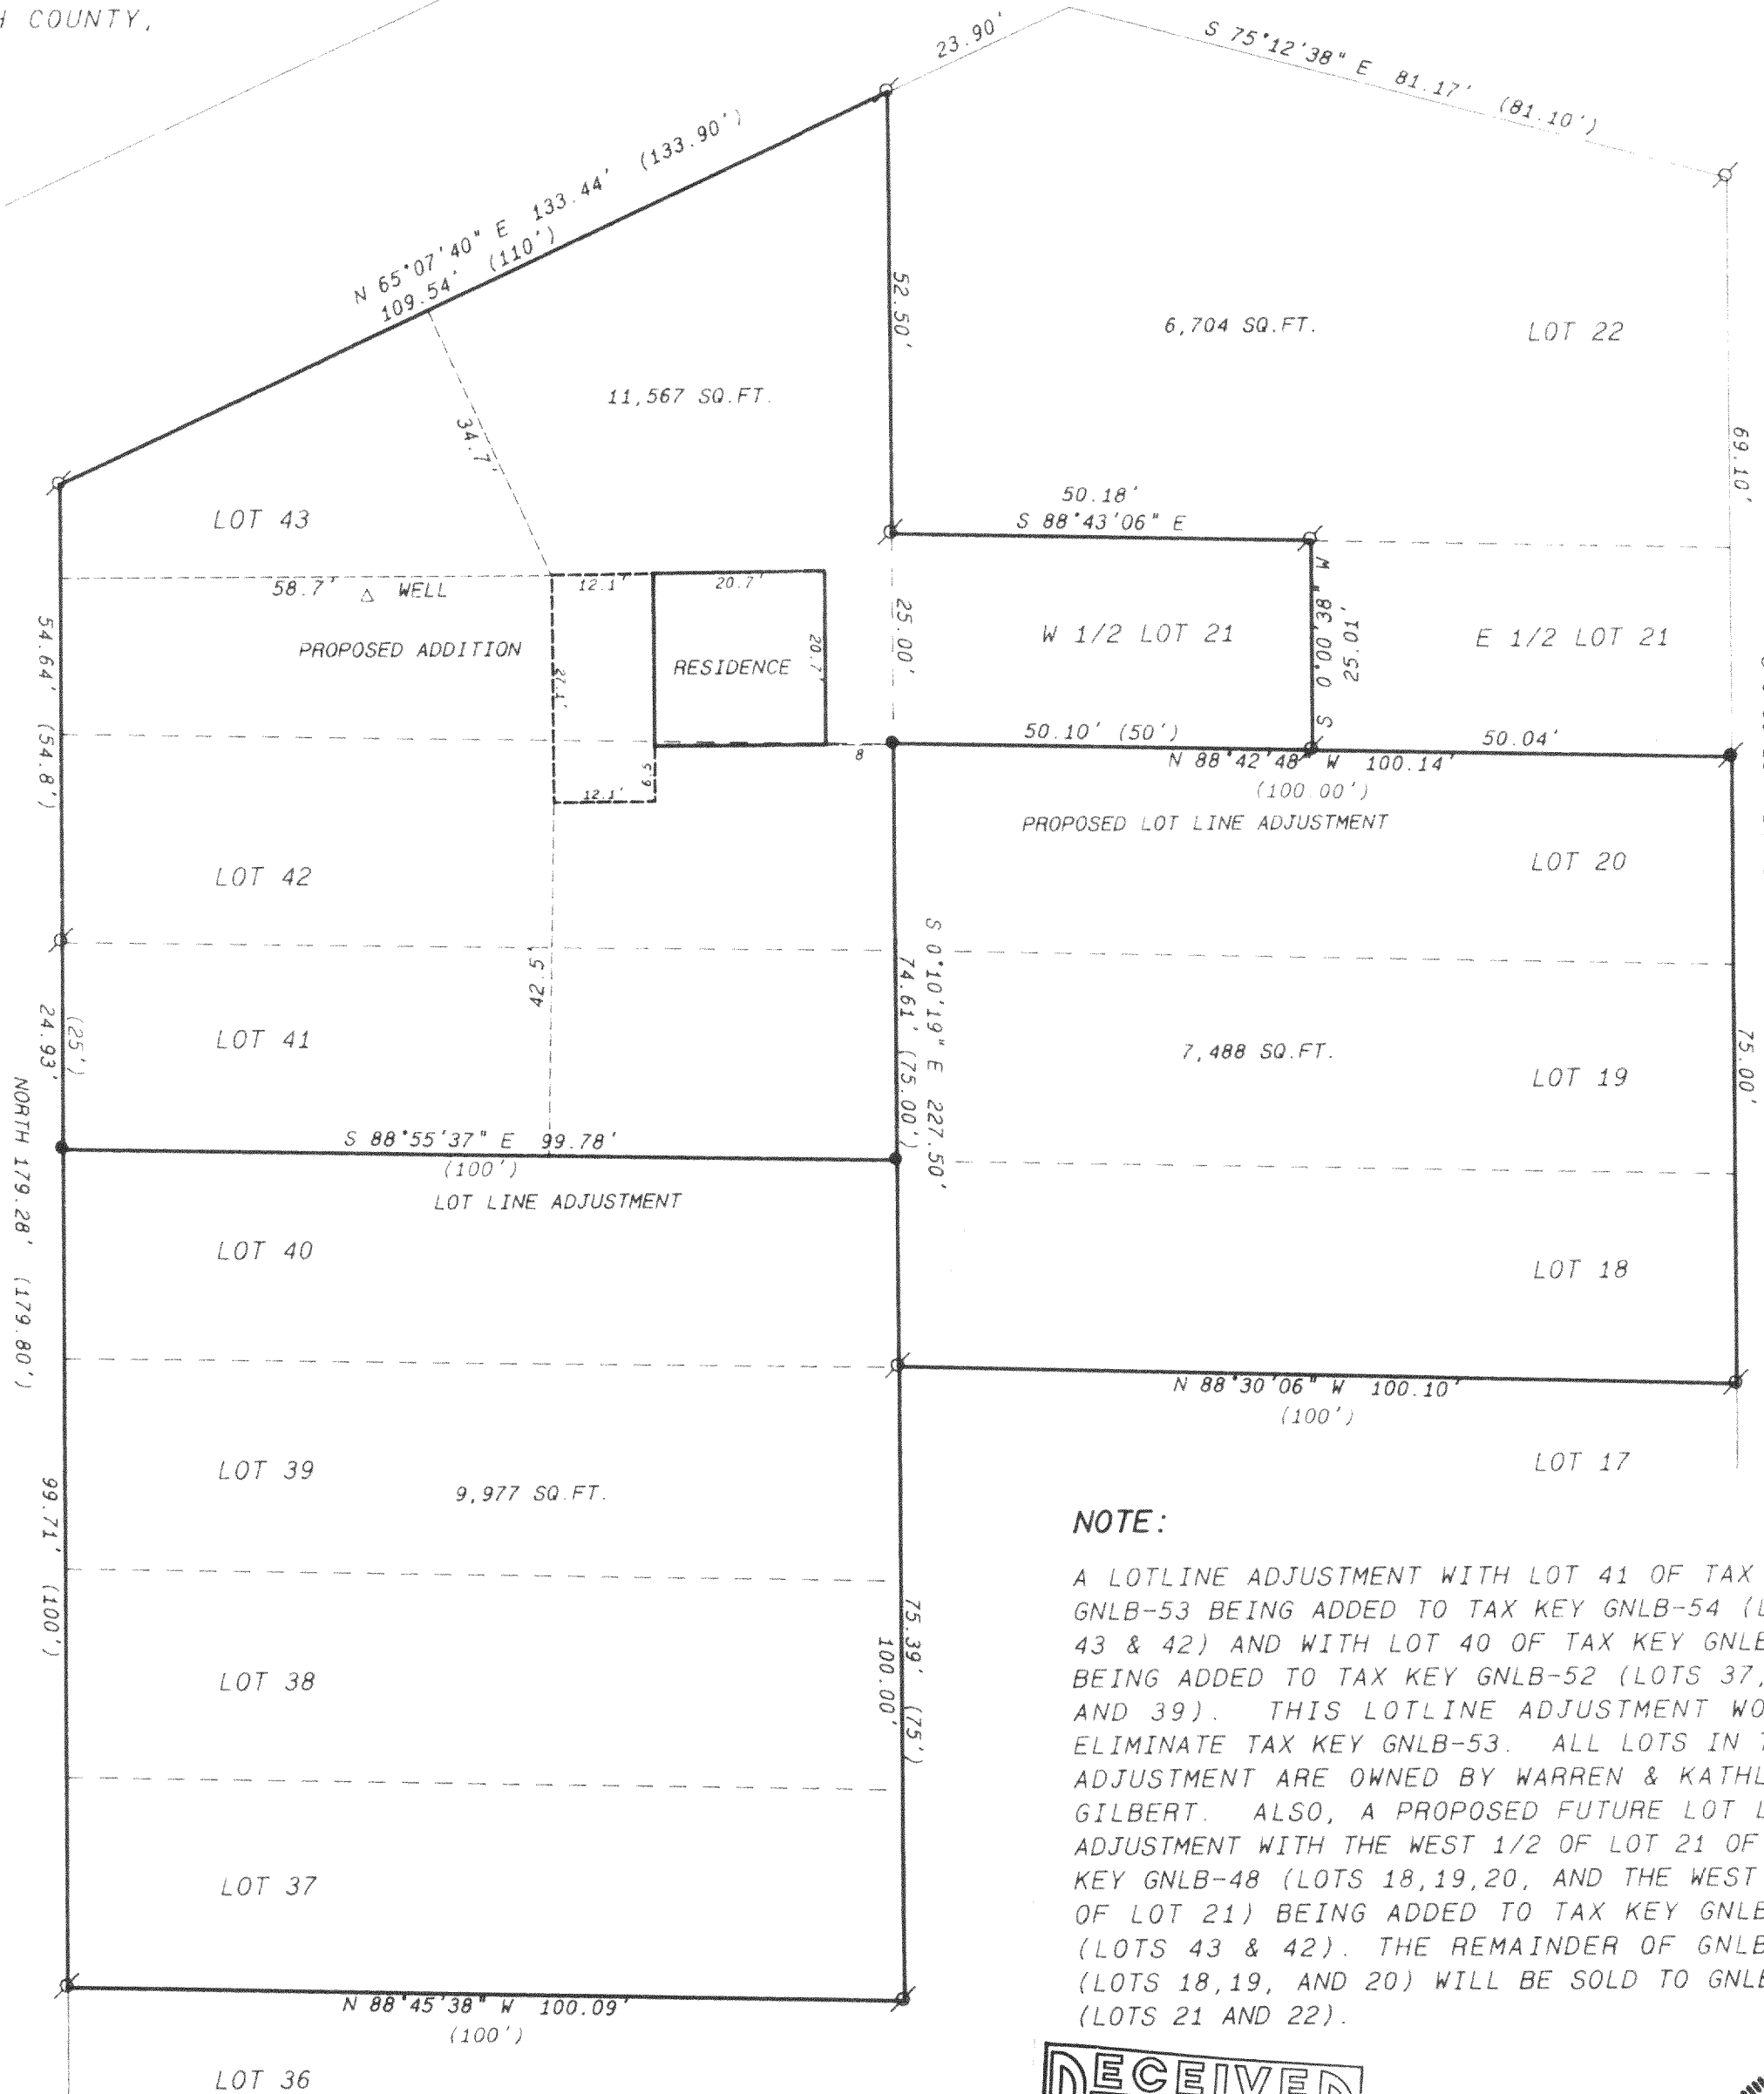 H COUNTY,
23.90'
S 75°12'38" E 81.17' (81.10')
N 65°07'40" E 133.44' (133.90')
109.54' (110')
52.50'
6,704 SQ.FT.
LOT 22
11,567 SQ.FT.
34.7'
69.10'
50.18'
S 88°43'06" E
LOT 43
58.7'
WELL
12.1'
20.7'
PROPOSED ADDITION
RESIDENCE
20.7'
27.1'
25.00'
W 1/2 LOT 21
S 0°00'38" W
25.01'
E 1/2 LOT 21
54.64' (54.8')
8
6.5
12.1'
50.10' (50')
50.04'
N 88°42'48" W 100.14'
(100.00')
PROPOSED LOT LINE ADJUSTMENT
LOT 20
LOT 42
S 0°10'19" E 227.50'
74.61' (75.00')
42.5'
(25')
24.93'
LOT 41
7,488 SQ.FT.
LOT 19
75.00'
NORTH 179.28' (179.80')
S 88°55'37" E 99.78'
(100')
LOT LINE ADJUSTMENT
LOT 40
LOT 18
N 88°30'06" W 100.10'
(100')
LOT 17
LOT 39
9,977 SQ.FT.
99.71' (100')
75.39' (75')
100.00'
LOT 38
LOT 37
N 88°45'38" W 100.09'
(100')
LOT 36
NOTE:
A LOTLINE ADJUSTMENT WITH LOT 41 OF TAX
GNLB-53 BEING ADDED TO TAX KEY GNLB-54 (L
43 & 42) AND WITH LOT 40 OF TAX KEY GNLB
BEING ADDED TO TAX KEY GNLB-52 (LOTS 37,
AND 39). THIS LOTLINE ADJUSTMENT WO
ELIMINATE TAX KEY GNLB-53. ALL LOTS IN T
ADJUSTMENT ARE OWNED BY WARREN & KATHL
GILBERT. ALSO, A PROPOSED FUTURE LOT L
ADJUSTMENT WITH THE WEST 1/2 OF LOT 21 OF
KEY GNLB-48 (LOTS 18,19,20, AND THE WEST
OF LOT 21) BEING ADDED TO TAX KEY GNLB
(LOTS 43 & 42). THE REMAINDER OF GNLB
(LOTS 18,19, AND 20) WILL BE SOLD TO GNLB
(LOTS 21 AND 22).
RECEIVED